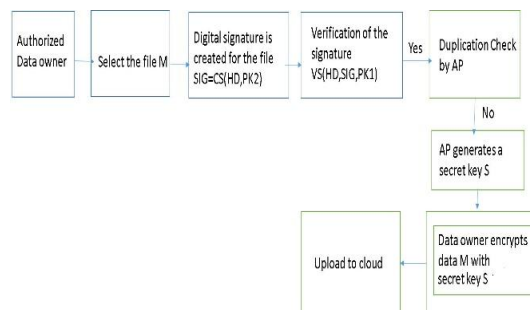 Authorized
Data owner
Select the file M
Digital signature is
created for the file
SIG=CS(HD,PK2)
Verification of the
signature
VS(HD,SIG,PK1)
Yes
Duplication Check
by AP
No
AP generates a
secret key S
Data owner encrypts
data M with
secret key S
Upload to cloud